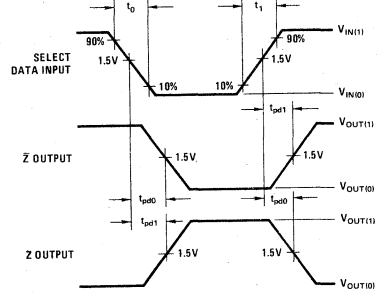 t0
t1
90%
90%
VIN(1)
SELECT
DATA INPUT
1.5V
1.5V
10%
10%
VIN(0)
tpd1
VOUT(1)
Z̄ OUTPUT
1.5V
1.5V
VOUT(0)
tpd0
tpd0
VOUT(1)
tpd1
Z OUTPUT
1.5V
1.5V
VOUT(0)